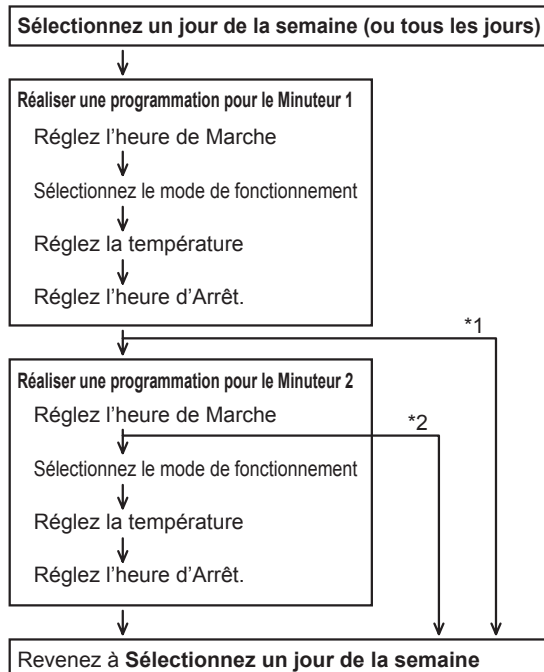 Sélectionnez un jour de la semaine (ou tous les jours)
Réaliser une programmation pour le Minuteur 1
Réglez l'heure de Marche
Sélectionnez le mode de fonctionnement
Réglez la température
Réglez l'heure d'Arrêt.
*1
Réaliser une programmation pour le Minuteur 2
Réglez l'heure de Marche
*2
Sélectionnez le mode de fonctionnement
Réglez la température
Réglez l'heure d'Arrêt.
Revenez à Sélectionnez un jour de la semaine